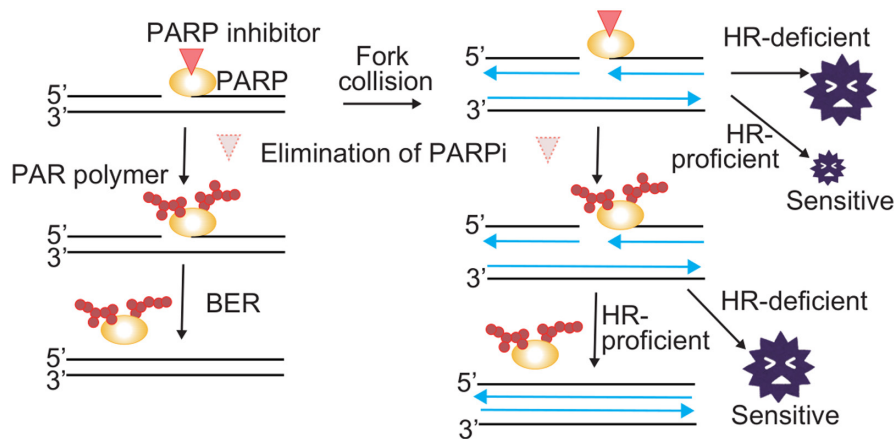 PARP inhibitor
PARP
5’
3’
Fork
collision
5’
3’
HR-deficient
HR-
proficient
Sensitive
Elimination of PARPi
PAR polymer
5’
3’
5’
3’
BER
HR-deficient
HR-
proficient
5’
3’
5’
3’
Sensitive